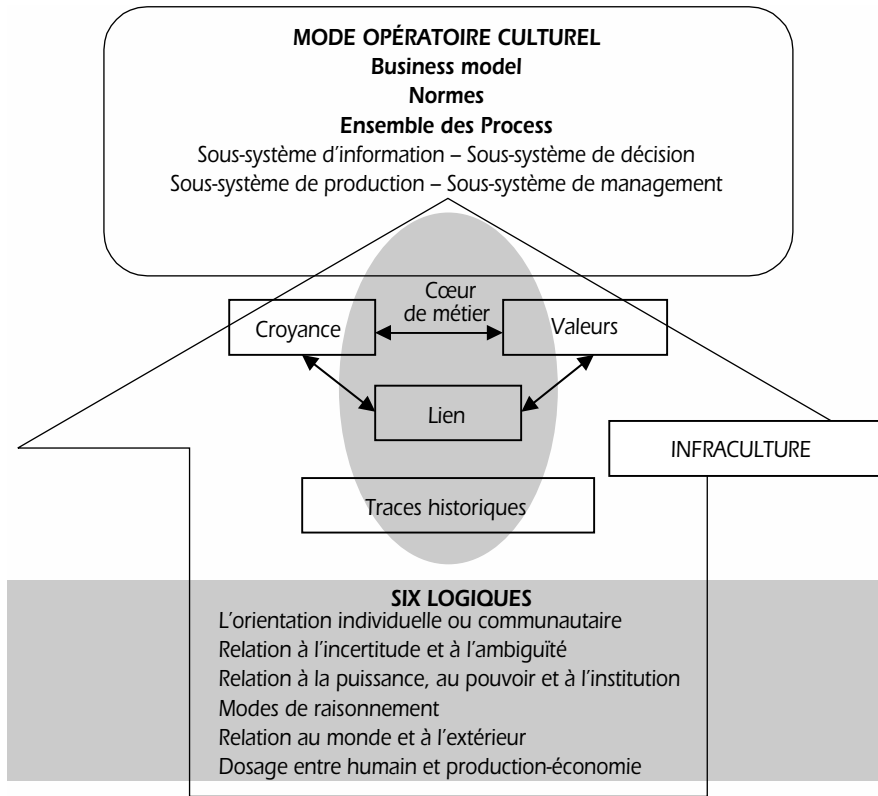 MODE OPÉRATOIRE CULTUREL
Business model
Normes
Ensemble des Process
Sous-système d'information – Sous-système de décision
Sous-système de production – Sous-système de management
Cœur
de métier
Croyance
Valeurs
Lien
INFRACULTURE
Traces historiques
SIX LOGIQUES
L'orientation individuelle ou communautaire
Relation à l'incertitude et à l'ambiguïté
Relation à la puissance, au pouvoir et à l'institution
Modes de raisonnement
Relation au monde et à l'extérieur
Dosage entre humain et production-économie